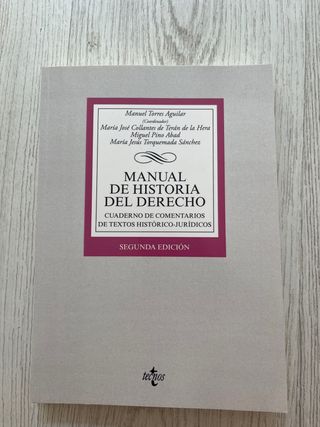 Manuel Torres Aguilar
(Coordinador)
María José Collantes de Terán de la Hera
Miguel Pino Abad
María Jesús Torquemada Sánchez
MANUAL
DE HISTORIA
DEL DERECHO
CUADERNO DE COMENTARIOS
DE TEXTOS HISTÓRICO-JURÍDICOS
SEGUNDA EDICIÓN
tecnos